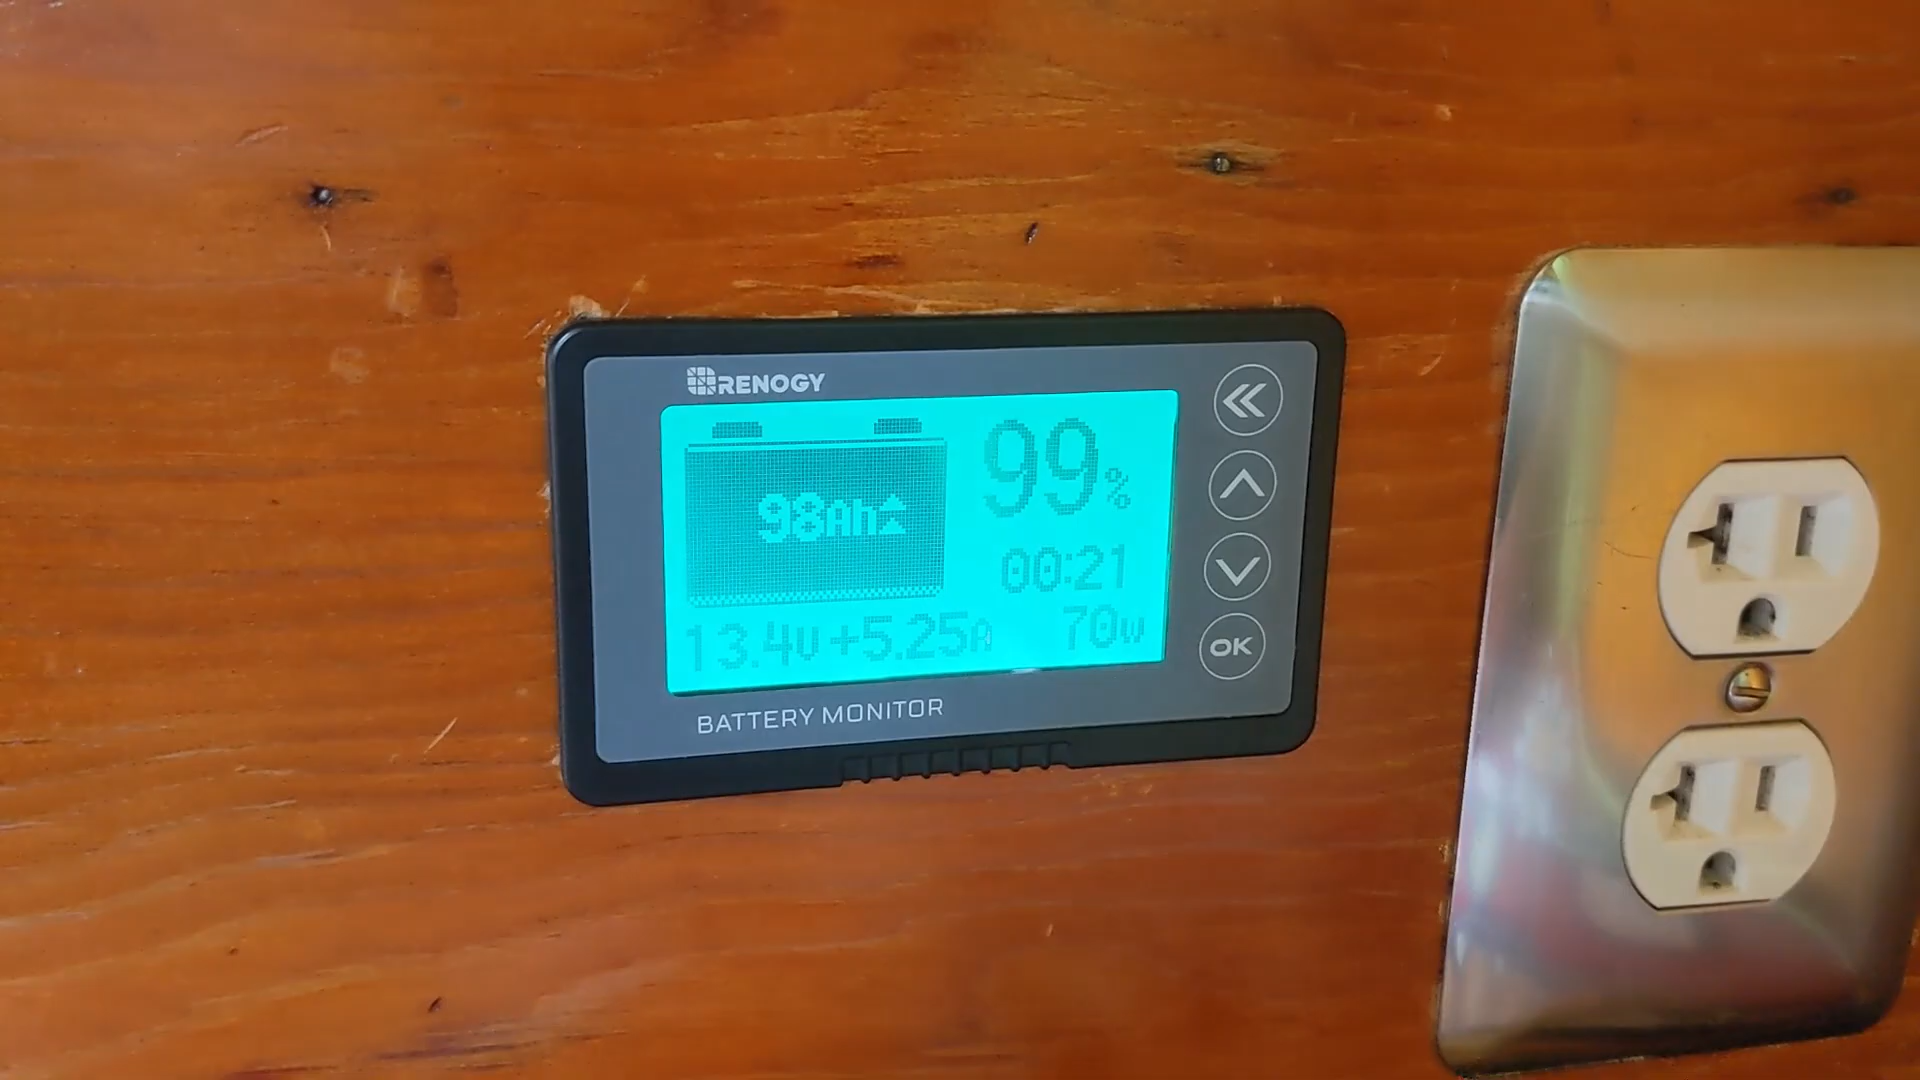 RENOGY
98Ah
99%
00:21
13.4V +5.25A 70W
OK
BATTERY MONITOR